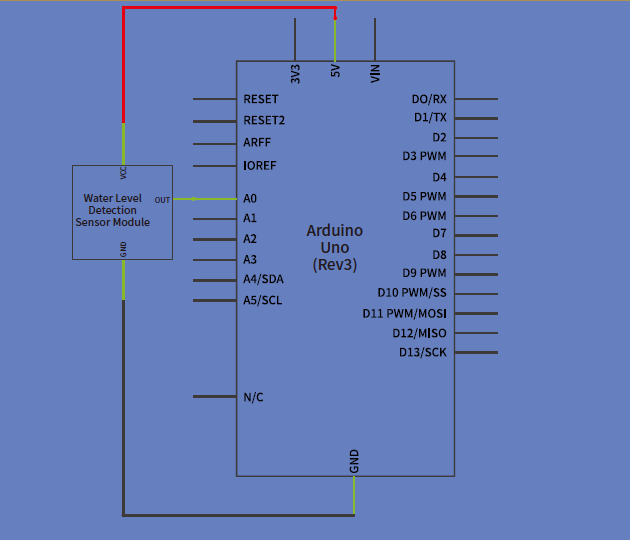 3V3
5V
VIN
RESET
RESET2
ARFF
IOREF
A0
A1
A2
A3
A4/SDA
A5/SCL
N/C
DO/RX
D1/TX
D2
D3 PWM
D4
D5 PWM
D6 PWM
D7
D8
D9 PWM
D10 PWM/SS
D11 PWM/MOSI
D12/MISO
D13/SCK
Arduino
Uno
(Rev3)
GND
VCC
Water Level
Detection
Sensor Module
OUT
GND